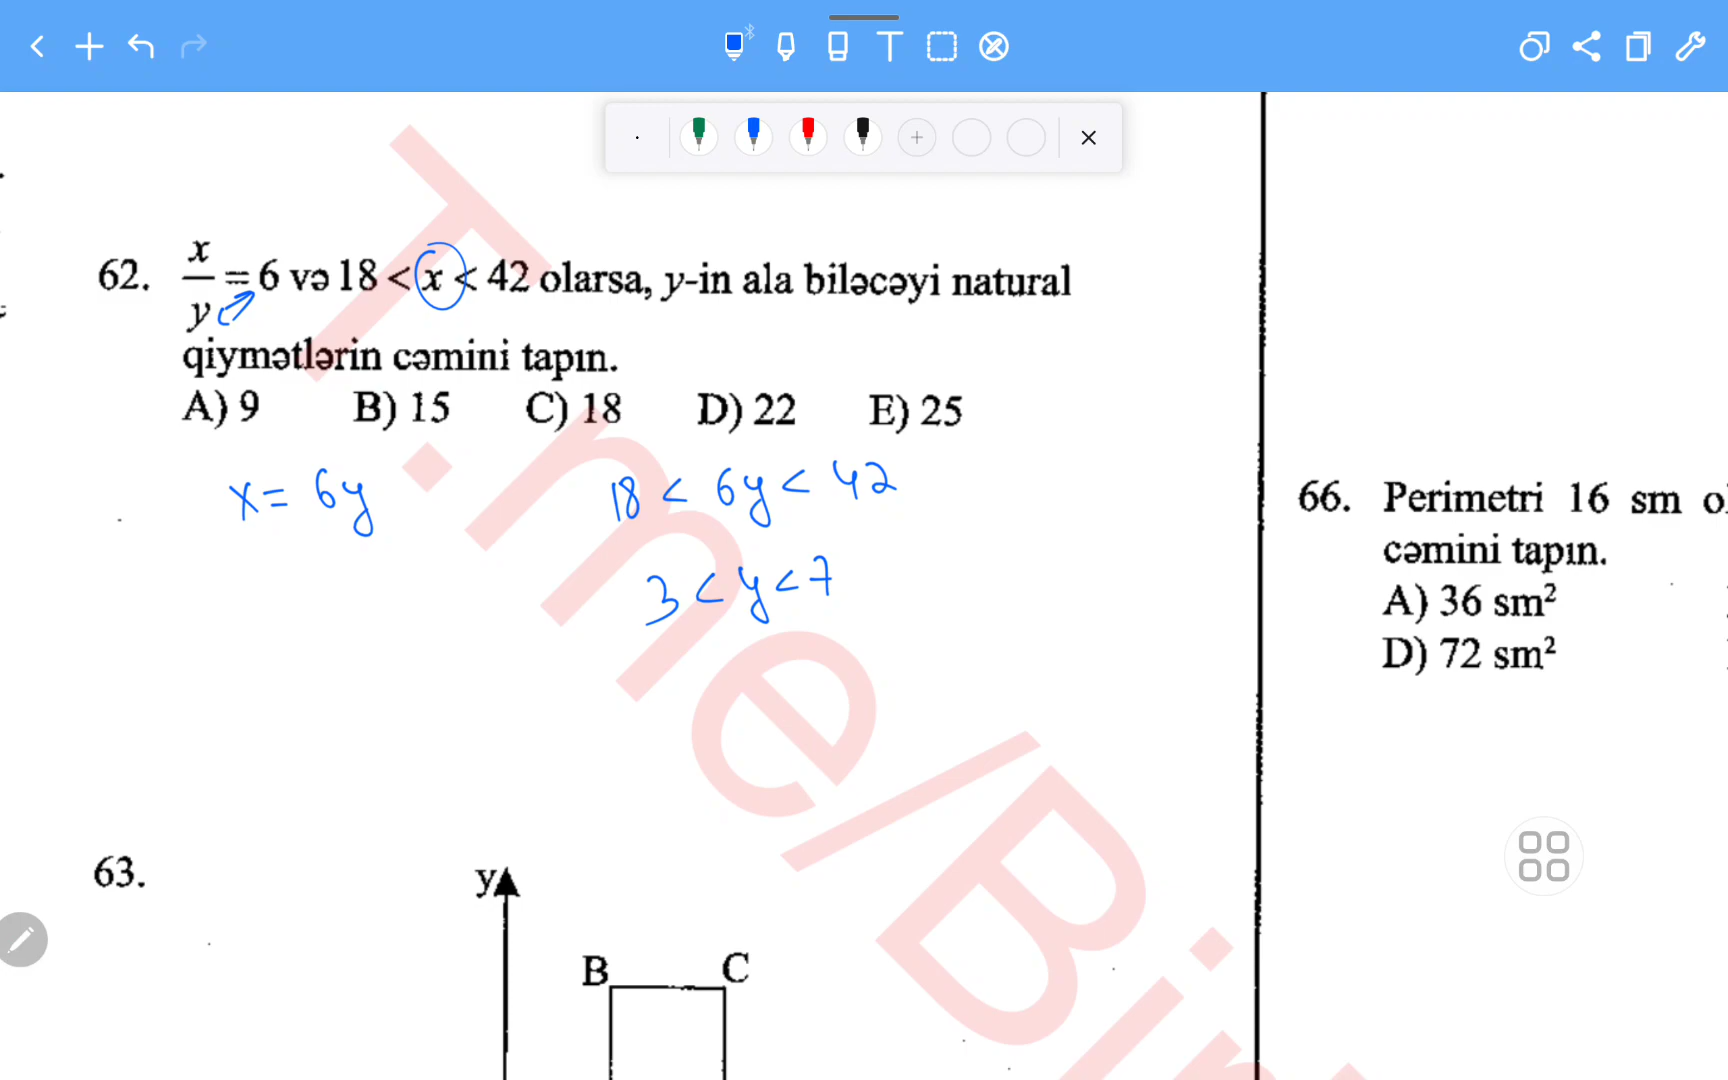 62. x/y = 6 və 18 < x < 42 olarsa, y-in ala biləcəyi natural
qiymətlərin cəmini tapın.
A) 9 B) 15 C) 18 D) 22 E) 25
x = 6y
18 < 6y < 42
3 < y < 7
63.
y
B C
66. Perimetri 16 sm
cəmini tapın.
A) 36 sm²
D) 72 sm²
T.me/Bin